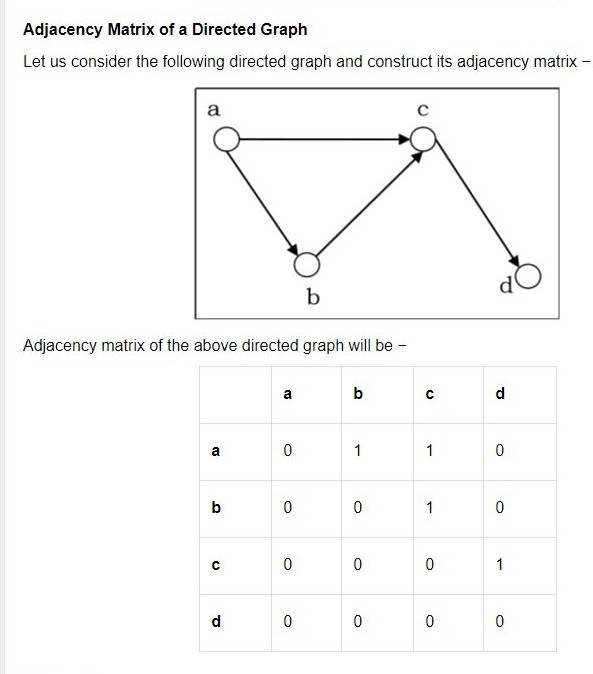 Adjacency Matrix of a Directed Graph
Let us consider the following directed graph and construct its adjacency matrix −
a c
b
d
Adjacency matrix of the above directed graph will be −
a b c d
a 0 1 1 0
b 0 0 1 0
c 0 0 0 1
d 0 0 0 0